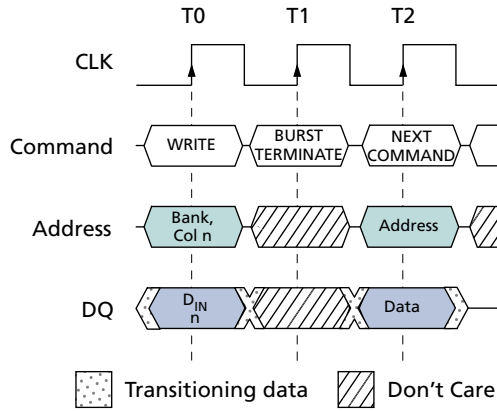 T0 T1 T2
CLK
Command WRITE BURST TERMINATE NEXT COMMAND
Address Bank, Col n Address
DQ DIN n Data
Transitioning data Don't Care